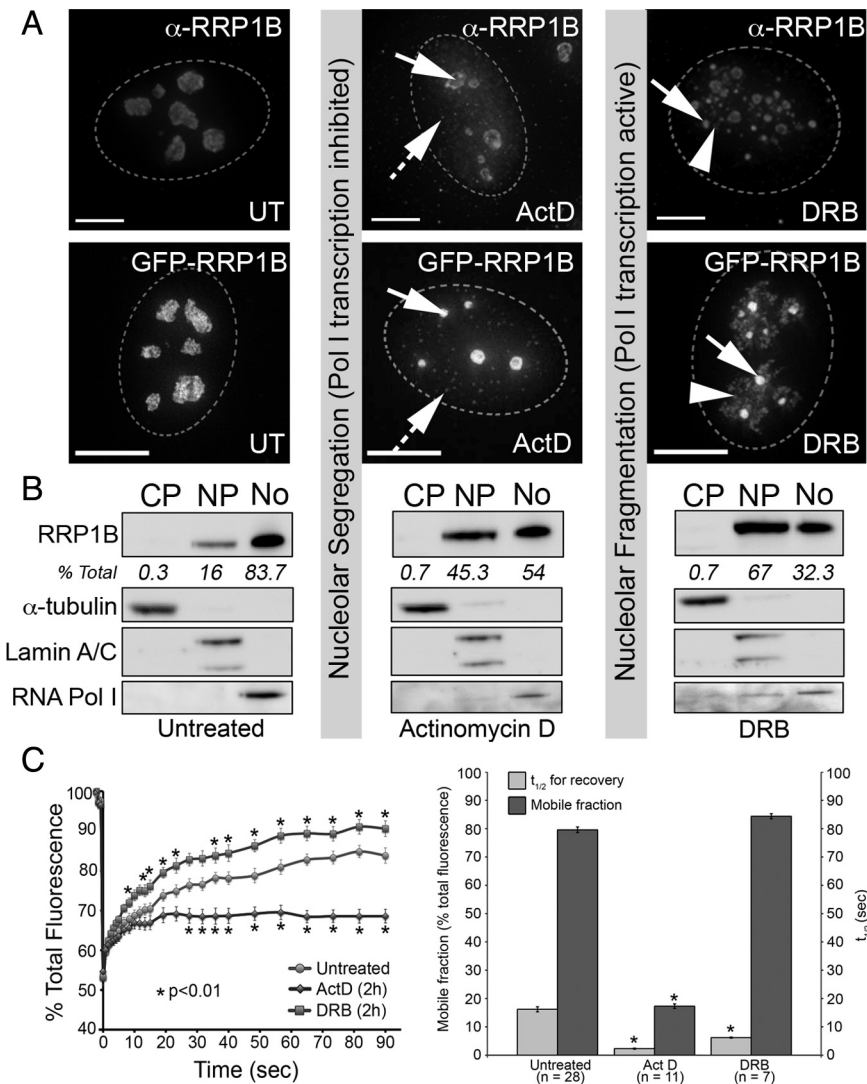 A
α-RRP1B
UT
GFP-RRP1B
UT
Nucleolar Segregation (Pol I transcription inhibited)
α-RRP1B
ActD
GFP-RRP1B
ActD
Nucleolar Fragmentation (Pol I transcription active)
α-RRP1B
DRB
GFP-RRP1B
DRB
B
CP NP No
CP NP No
CP NP No
RRP1B
% Total
0.3 16 83.7
0.7 45.3 54
0.7 67 32.3
α-tubulin
Lamin A/C
RNA Pol I
Untreated
Actinomycin D
DRB
C
% Total Fluorescence
100
90
80
70
60
50
40
* * * * * * * * * * * * *
* * * * * * * * * *
* p<0.01
Untreated
ActD (2h)
DRB (2h)
0 10 20 30 40 50 60 70 80 90
Time (sec)
Mobile fraction (% total fluorescence)
100
90
80
70
60
50
40
30
20
10
0
t1/2 for recovery
Mobile fraction
* * *
100
90
80
70
60
50
40
30
20
10
0
t1/2 (sec)
Untreated
(n = 28)
Act D
(n = 11)
DRB
(n = 7)